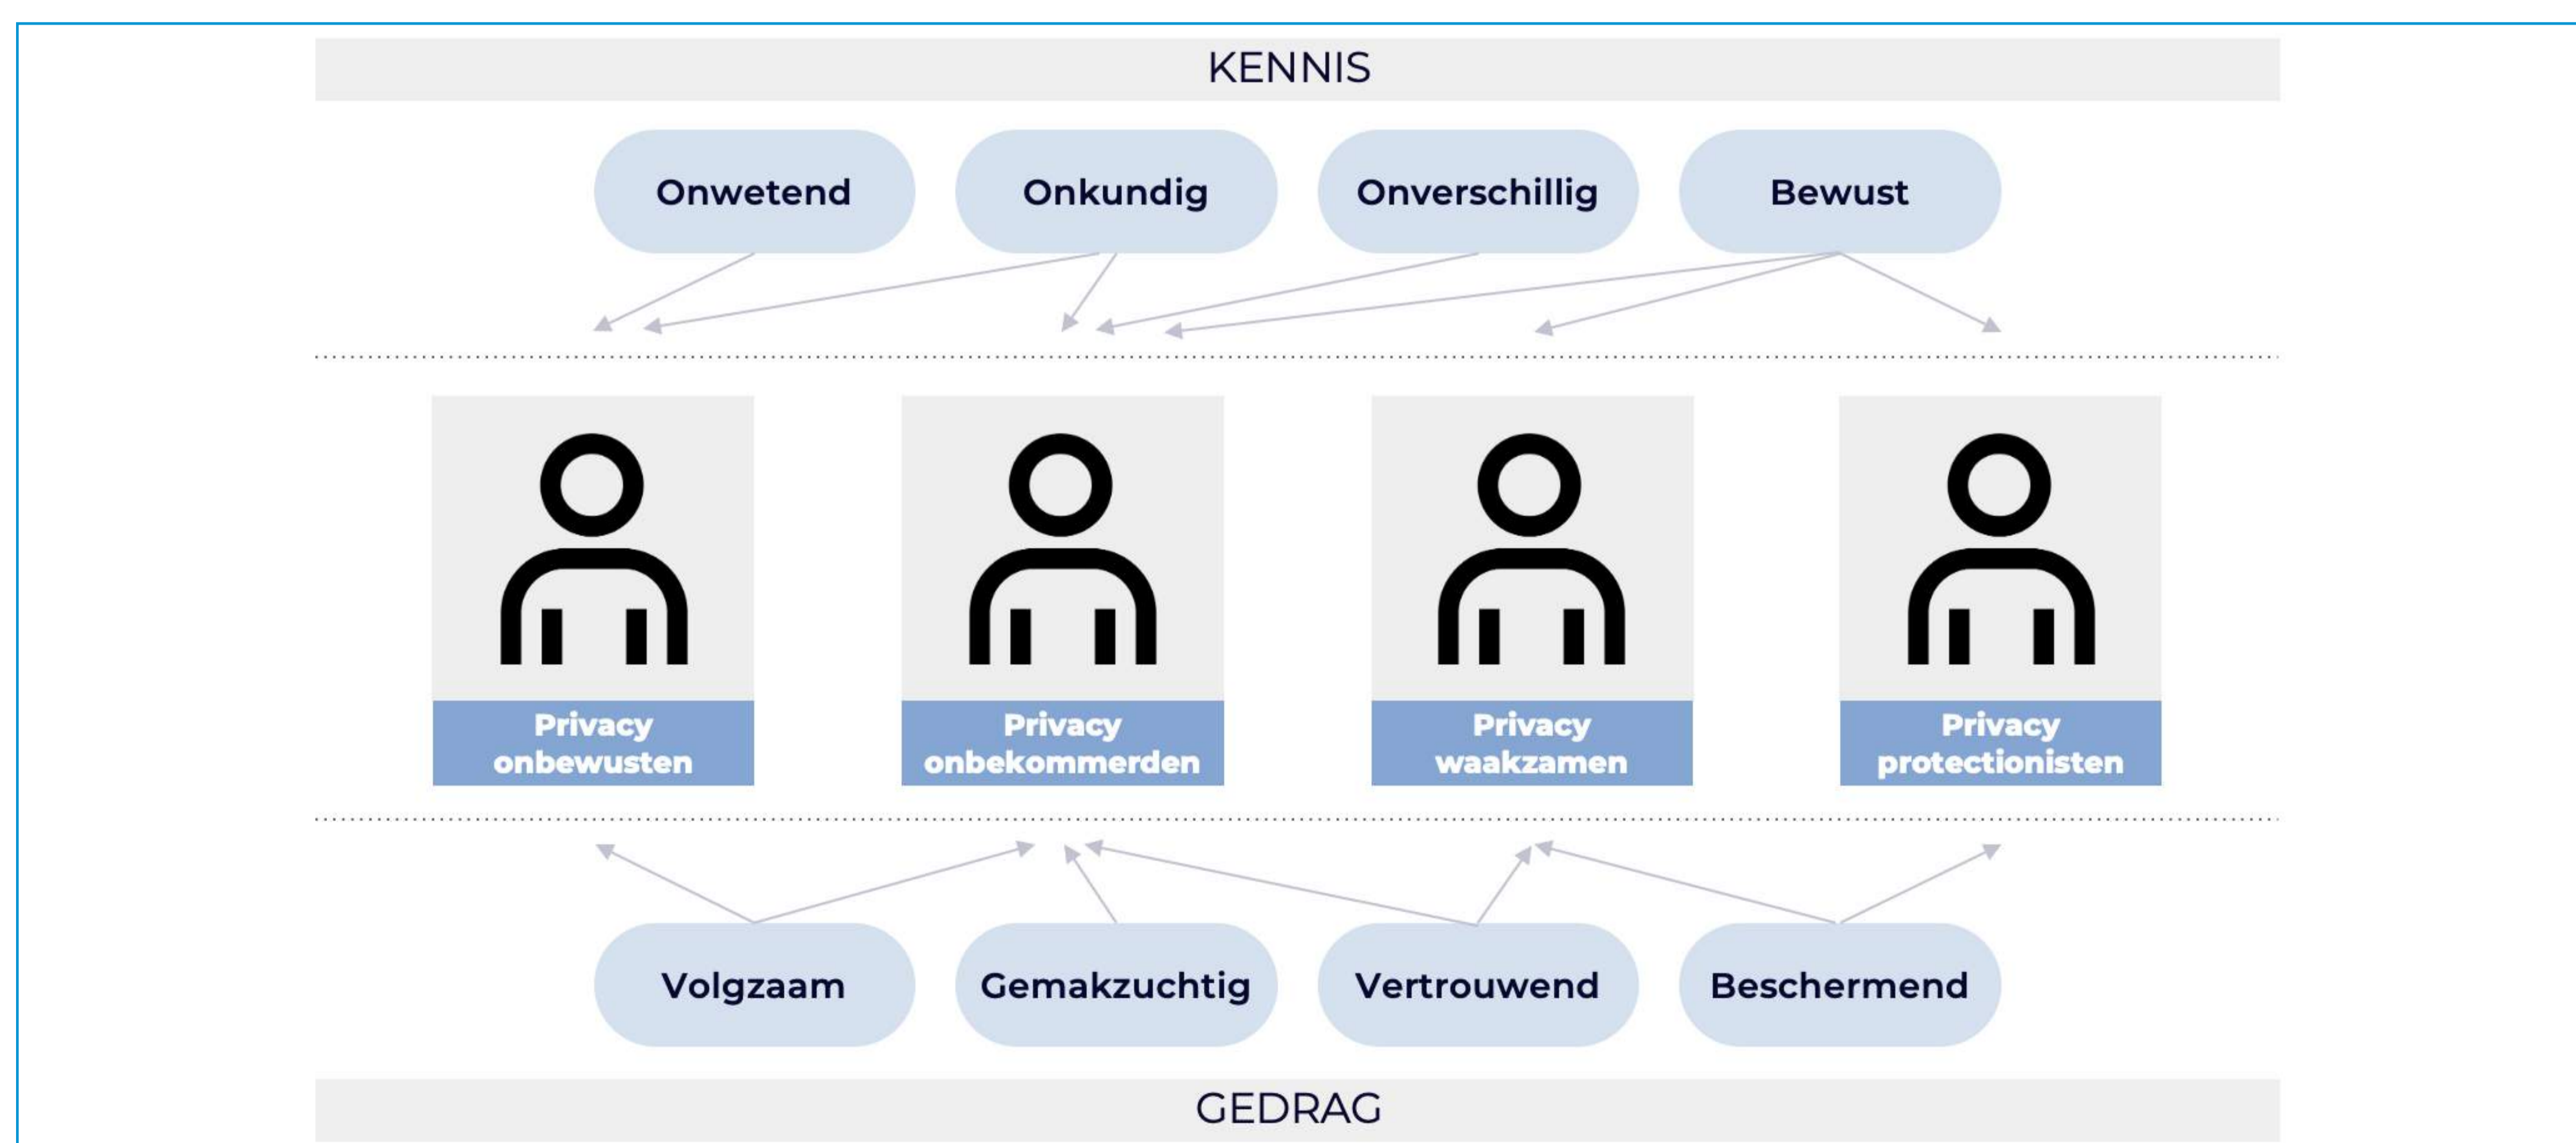 KENNIS
Onwetend
Onkundig
Onverschillig
Bewust
Privacy
onbewusten
Privacy
onbekommerden
Privacy
waakzamen
Privacy
protectionisten
Volgzaam
Gemakzuchtig
Vertrouwend
Beschermend
GEDRAG